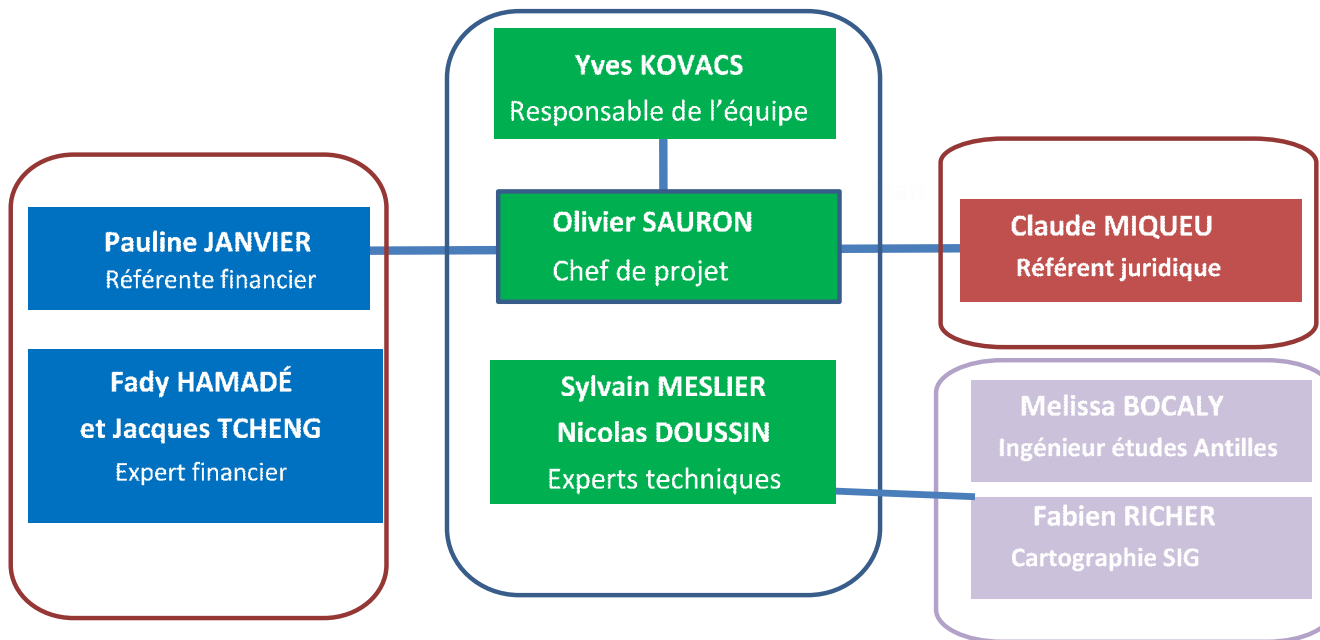 Yves KOVACS
Responsable de l'équipe
Olivier SAURON
Chef de projet
Pauline JANVIER
Référente financier
Claude MIQUEU
Référent juridique
Fady HAMADÉ
et Jacques TCHENG
Expert financier
Sylvain MESLIER
Nicolas DOUSSIN
Experts techniques
Melissa BOCALY
Ingénieur études Antilles
Fabien RICHER
Cartographie SIG